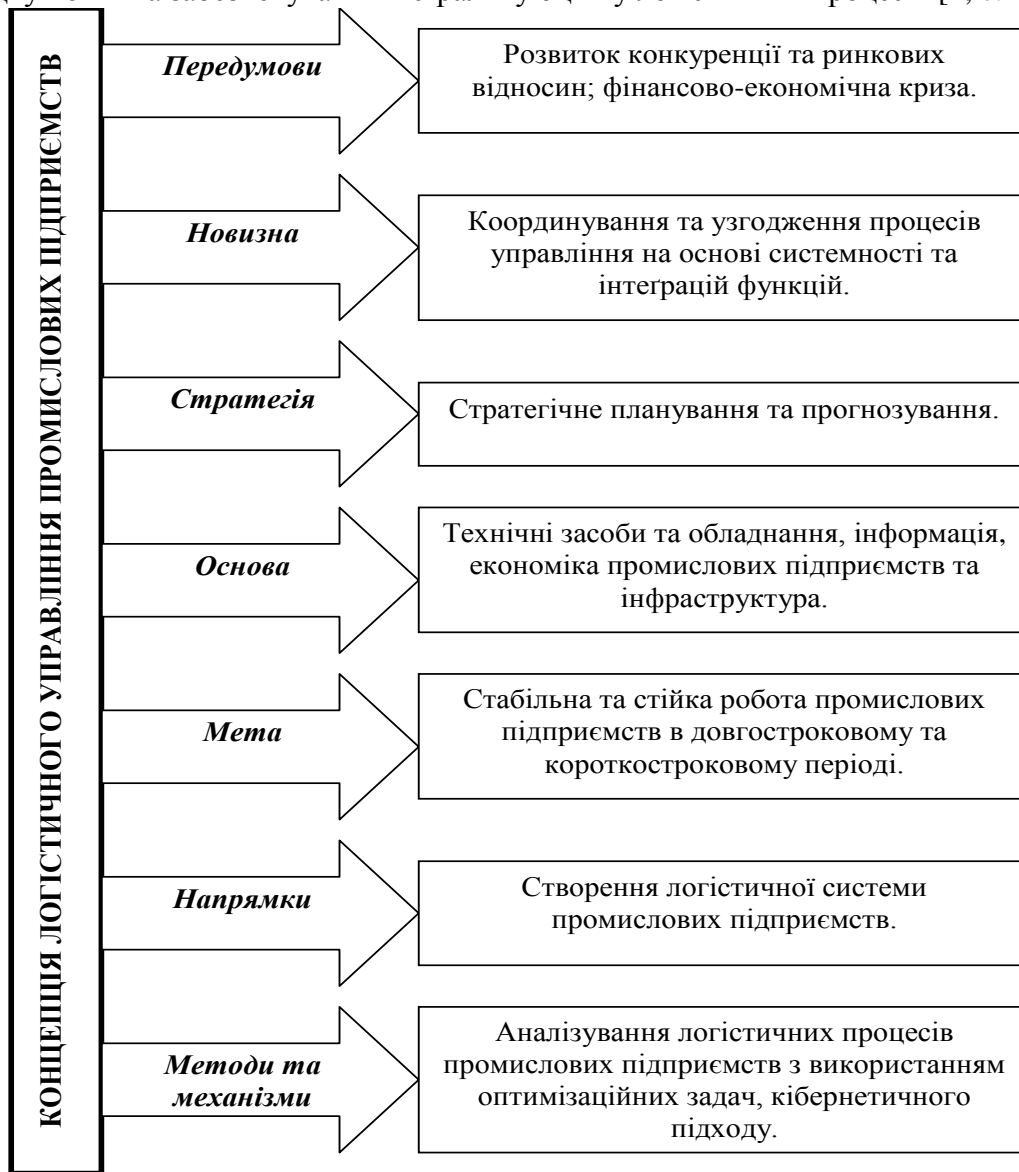 КОНЦЕПЦІЯ ЛОГІСТИЧНОГО УПРАВЛІННЯ ПРОМИСЛОВИХ ПІДПРИЄМСТВ
Передумови
Розвиток конкуренції та ринкових
відносин; фінансово-економічна криза.
Новизна
Координування та узгодження процесів
управління на основі системності та
інтеґрацій функцій.
Стратегія
Стратегічне планування та прогнозування.
Основа
Технічні засоби та обладнання, інформація,
економіка промислових підприємств та
інфраструктура.
Мета
Стабільна та стійка робота промислових
підприємств в довгостроковому та
короткостроковому періоді.
Напрямки
Створення логістичної системи
промислових підприємств.
Методи та
механізми
Аналізування логістичних процесів
промислових підприємств з використанням
оптимізаційних задач, кібернетичного
підходу.